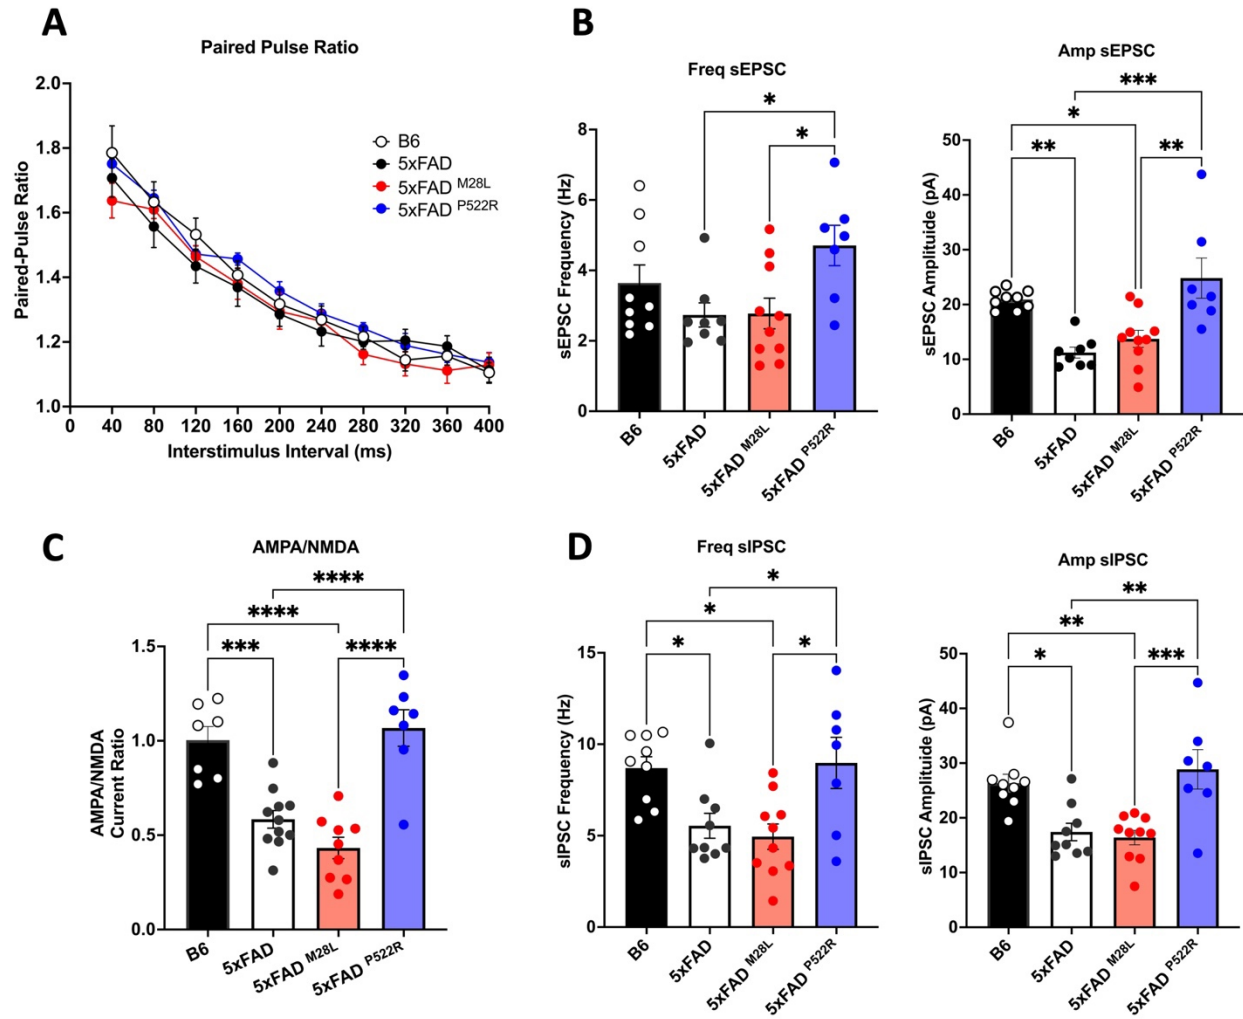 A
Paired Pulse Ratio
Paired-Pulse Ratio
2.0
1.8
1.6
1.4
1.2
1.0
0 40 80 120 160 200 240 280 320 360 400
Interstimulus Interval (ms)
B6
5xFAD
5xFAD M28L
5xFAD P522R
B
Freq sEPSC
sEPSC Frequency (Hz)
8
6
4
2
0
*
*
B6
5xFAD
5xFAD M28L
5xFAD P522R
Amp sEPSC
sEPSC Amplituide (pA)
50
40
30
20
10
0
***
*
**
**
B6
5xFAD
5xFAD M28L
5xFAD P522R
C
AMPA/NMDA
AMPA/NMDA
Current Ratio
1.5
1.0
0.5
0.0
****
****
***
****
B6
5xFAD
5xFAD M28L
5xFAD P522R
D
Freq sIPSC
sIPSC Frequency (Hz)
15
10
5
0
*
*
*
*
B6
5xFAD
5xFAD M28L
5xFAD P522R
Amp sIPSC
sIPSC Amplituide (pA)
50
40
30
20
10
0
**
**
*
***
B6
5xFAD
5xFAD M28L
5xFAD P522R